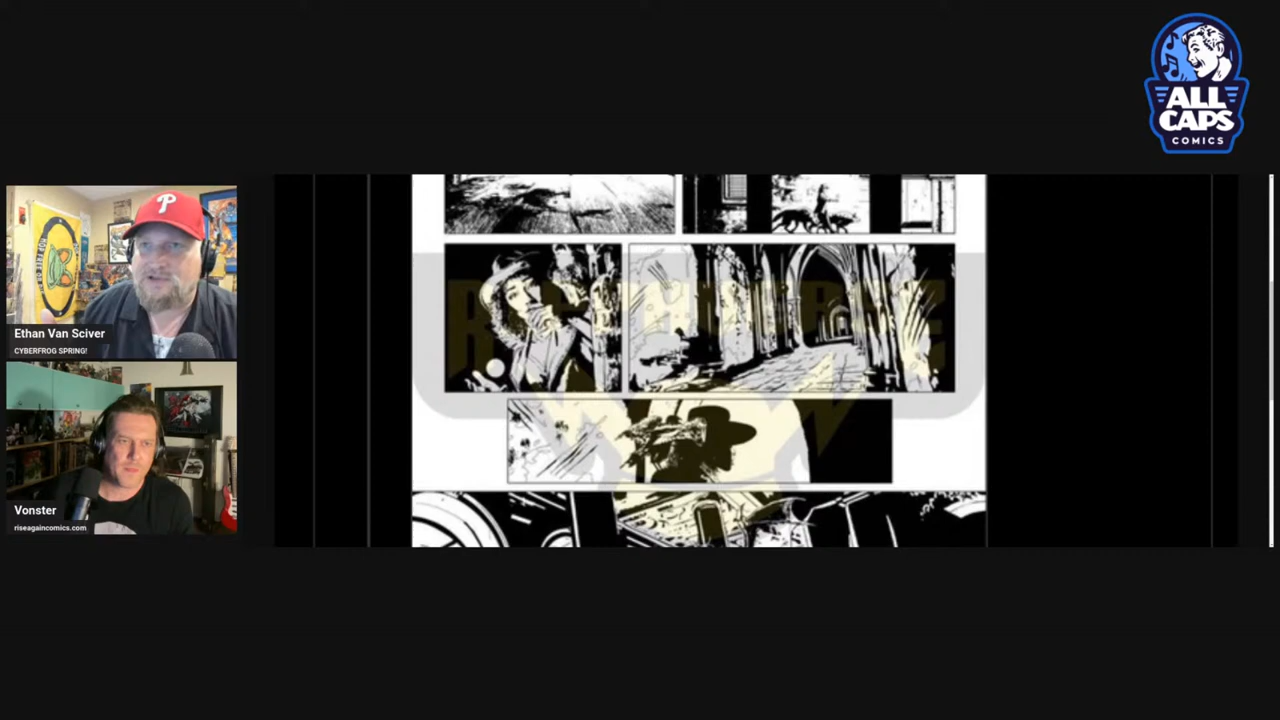 ALL
CAPS
COMICS
P
Ethan Van Sciver
CYBERFROG SPRING!
Vonster
riseagaincomics.com